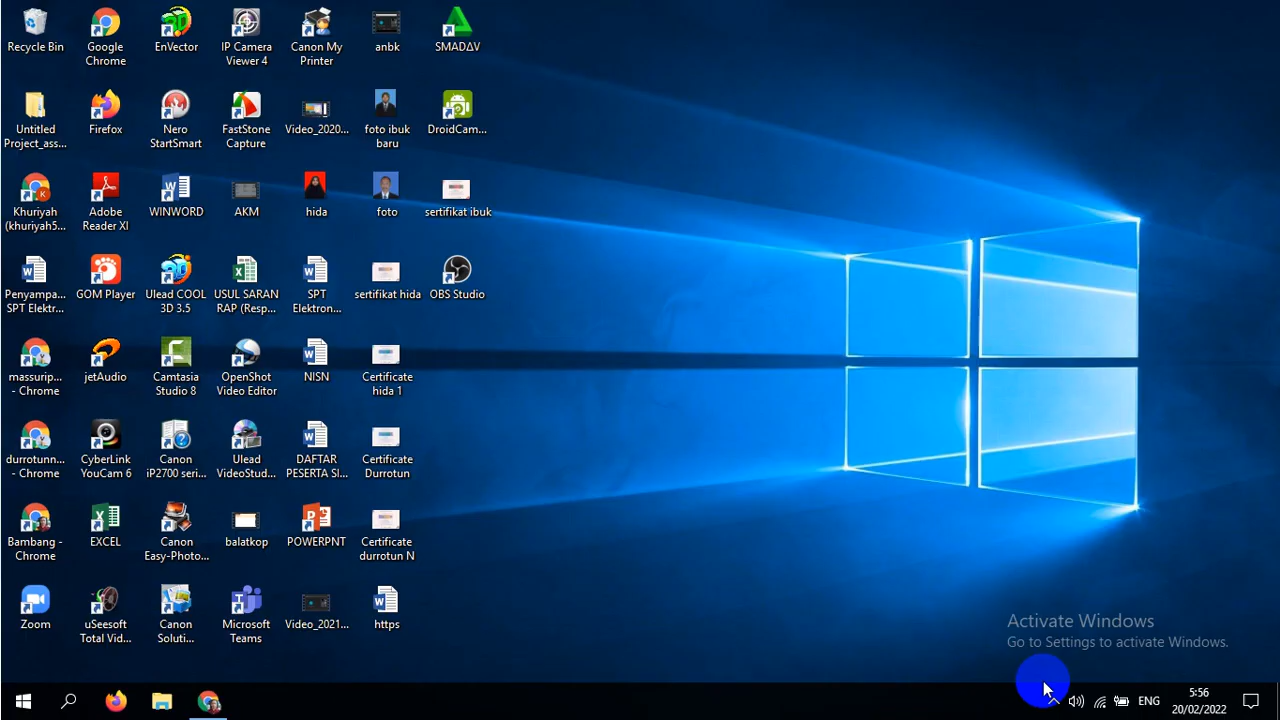 Recycle Bin
Google
Chrome
EnVector
IP Camera
Viewer 4
Canon My
Printer
anbk
SMADΔV
Untitled
Project_ass...
Firefox
Nero
StartSmart
FastStone
Capture
Video_2020...
foto ibuk
baru
DroidCam...
Khuriyah
(khuriyah5...
Adobe
Reader XI
WINWORD
AKM
hida
foto
sertifikat ibuk
Penyampa...
SPT Elektr...
GOM Player
Ulead COOL
3D 3.5
USUL SARAN
RAP (Resp...
SPT
Elektron...
sertifikat hida
OBS Studio
massurip...
- Chrome
jetAudio
Camtasia
Studio 8
OpenShot
Video Editor
NISN
Certificate
hida 1
durrotunn...
- Chrome
CyberLink
YouCam 6
Canon
iP2700 seri...
Ulead
VideoStud...
DAFTAR
PESERTA SI...
Certificate
Durrotun
Bambang -
Chrome
EXCEL
Canon
Easy-Photo...
balatkop
POWERPNT
Certificate
durrotun N
Zoom
uSeesoft
Total Vid...
Canon
Soluti...
Microsoft
Teams
Video_2021...
https
Activate Windows
Go to Settings to activate Windows.
ENG
5:56
20/02/2022